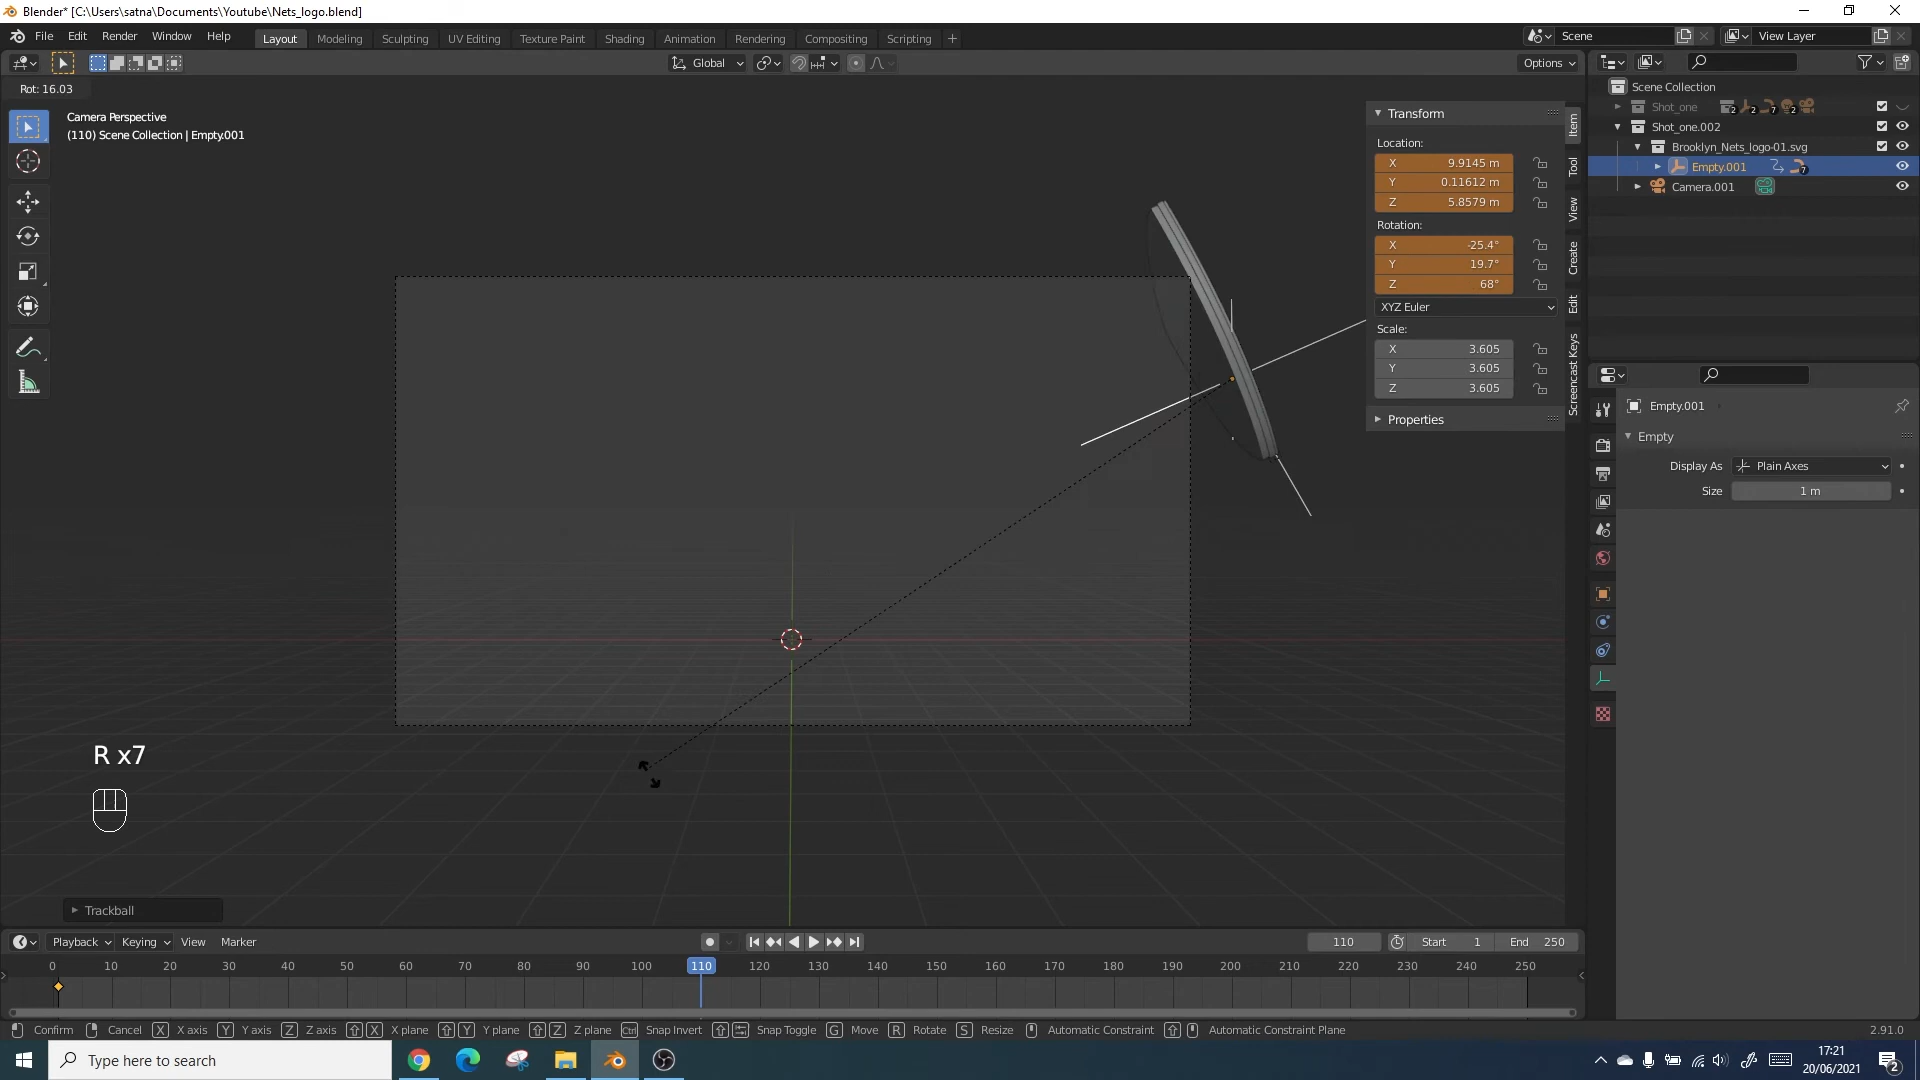 Blender* [C:\Users\satna\Documents\Youtube\Nets_logo.blend]
File Edit Render Window Help
Layout Modeling Sculpting UV Editing Texture Paint Shading Animation Rendering Compositing Scripting +
Scene
View Layer
Global
Options
Rot: 16.03
Camera Perspective
(110) Scene Collection | Empty.001
Transform
Location:
X 9.9145 m
Y 0.11612 m
Z 5.8579 m
Rotation:
X -25.4°
Y 19.7°
Z 68°
XYZ Euler
Scale:
X 3.605
Y 3.605
Z 3.605
Properties
Item
Tool
View
Create
Edit
Screencast Keys
Scene Collection
Shot_one 2 2 7 2
Shot_one.002
Brooklyn_Nets_logo-01.svg
Empty.001 7
Camera.001
Empty.001
Empty
Display As Plain Axes
Size 1 m
R x7
Trackball
Playback Keying View Marker
110 Start 1 End 250
0 10 20 30 40 50 60 70 80 90 100 110 120 130 140 150 160 170 180 190 200 210 220 230 240 250
Confirm Cancel X X axis Y Y axis Z Z axis X X plane Y Y plane Z Z plane Ctrl Snap Invert Snap Toggle G Move R Rotate S Resize Automatic Constraint Automatic Constraint Plane 2.91.0
Type here to search
17:21
20/06/2021
2